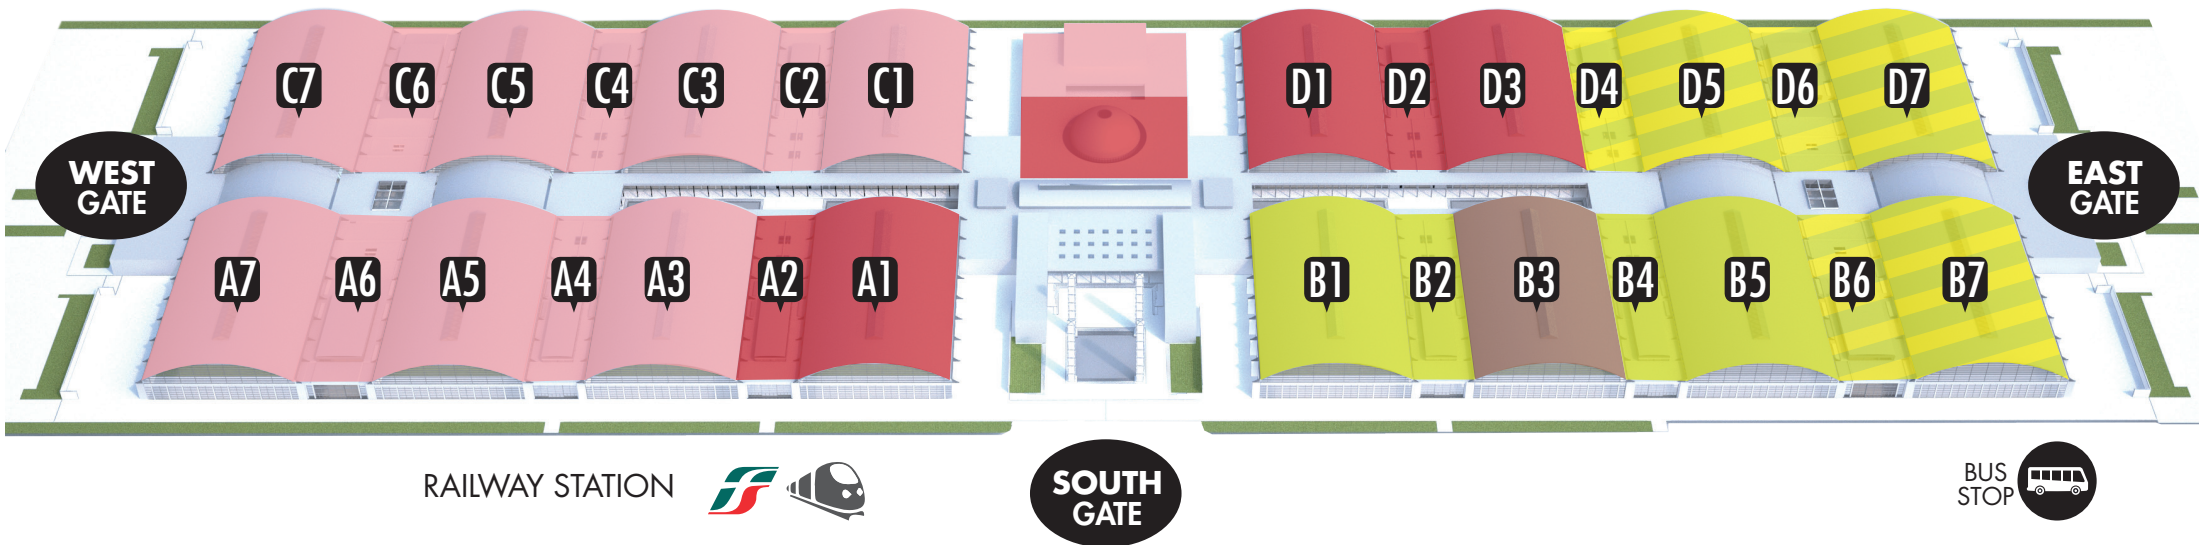 C7 C6 C5 C4 C3 C2 C1 D1 D2 D3 D4 D5 D6 D7
WEST
GATE
EAST
GATE
A7 A6 A5 A4 A3 A2 A1 B1 B2 B3 B4 B5 B6 B7
RAILWAY STATION
SOUTH
GATE
BUS
STOP